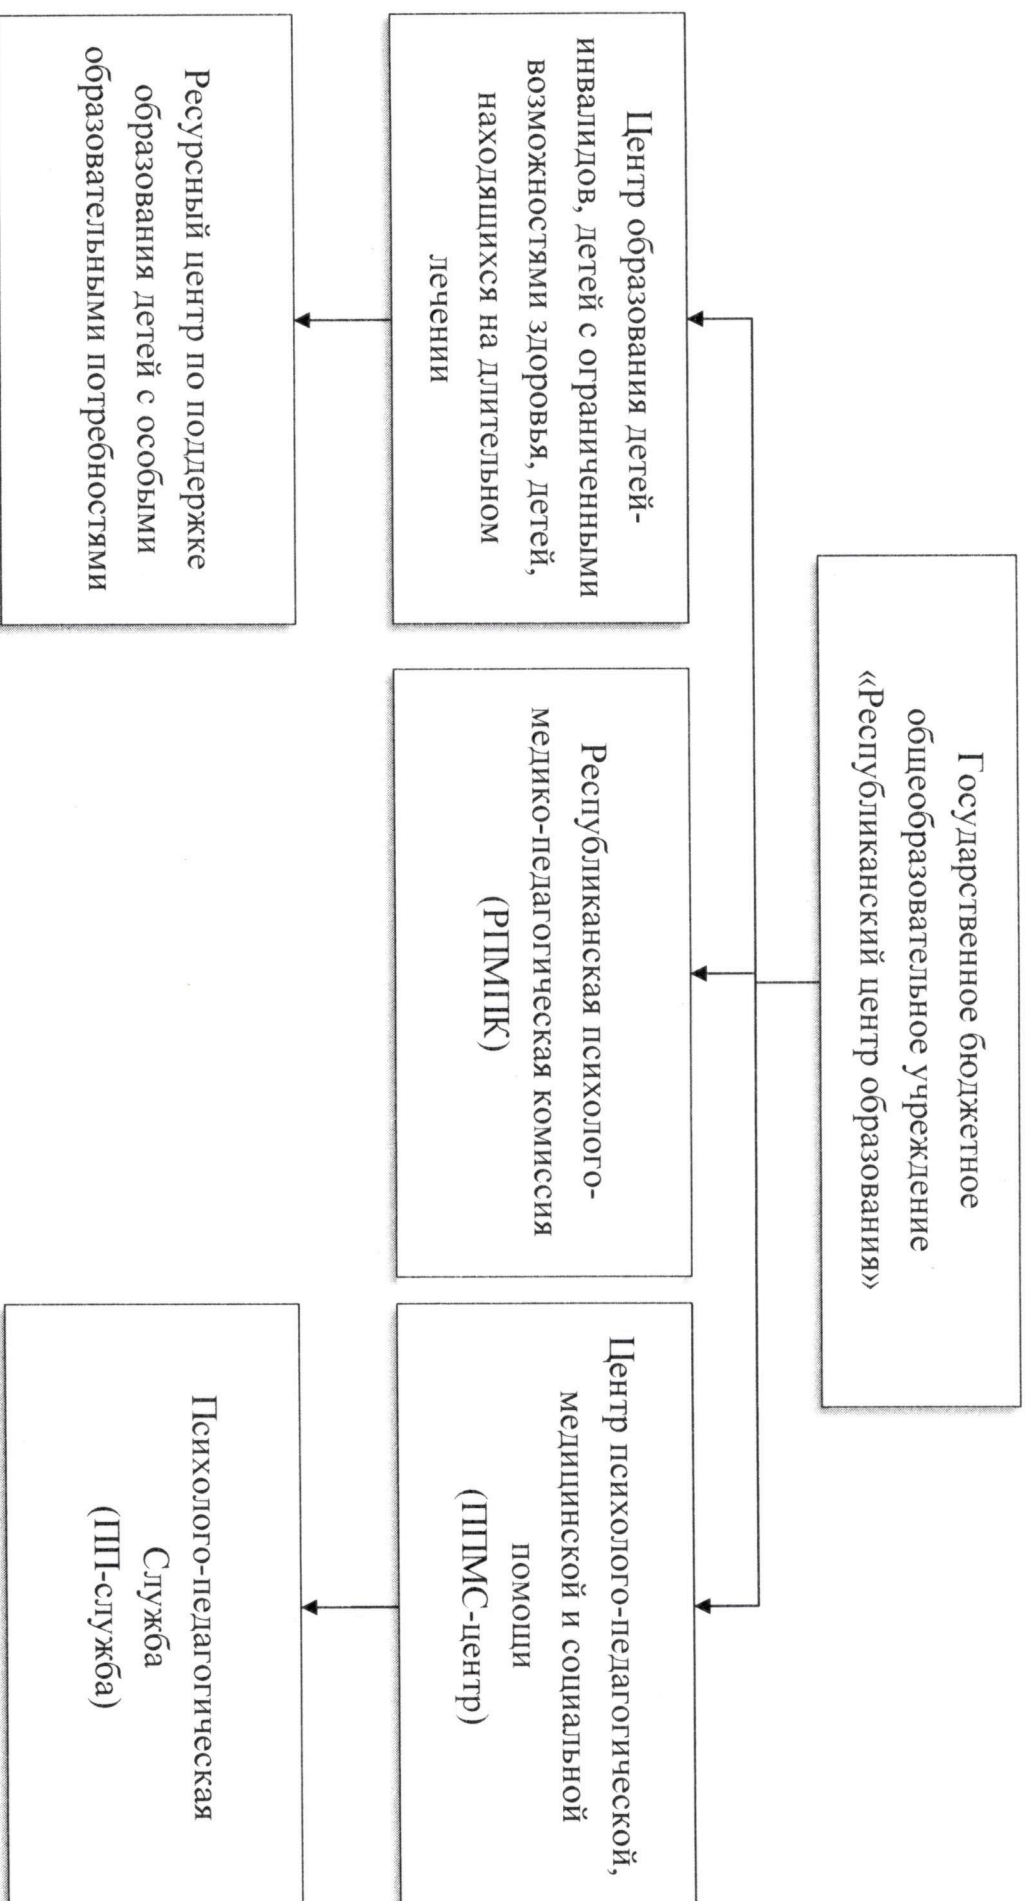 Государственное бюджетное
общеобразовательное учреждение
«Республиканский центр образования»
Центр образования детей-
инвалидов, детей с ограниченными
возможностями здоровья, детей,
находящихся на длительном
лечении
Республиканская психолого-
медико-педагогическая комиссия
(РПМПК)
Центр психолого-педагогической,
медицинской и социальной
помощи
(ППМС-центр)
Ресурсный центр по поддержке
образования детей с особыми
образовательными потребностями
Психолого-педагогическая
Служба
(ПП-служба)